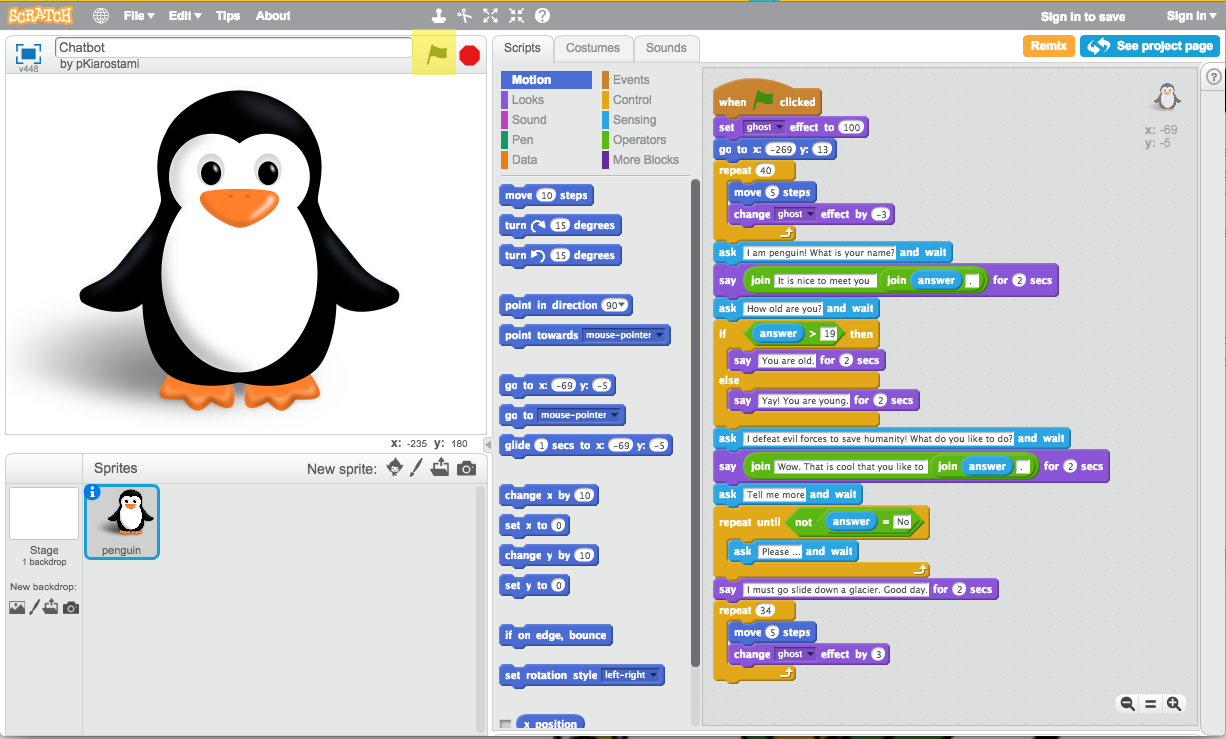 SCRATCH File Edit Tips About Sign in to save Sign in
v448 Chatbot
by pKiarostami
Scripts Costumes Sounds Remix See project page
Motion Events
Looks Control
Sound Sensing
Pen Operators
Data More Blocks
move 10 steps
turn 15 degrees
turn 15 degrees
point in direction 90
point towards mouse-pointer
go to x: -69 y: -5
go to mouse-pointer
glide 1 secs to x: -69 y: -5
change x by 10
set x to 0
change y by 10
set y to 0
if on edge, bounce
set rotation style left-right
x position
when clicked
set ghost effect to 100
go to x: -269 y: 13
repeat 40
move 5 steps
change ghost effect by -3
ask I am penguin! What is your name? and wait
say join It is nice to meet you join answer . for 2 secs
ask How old are you? and wait
if answer > 19 then
say You are old. for 2 secs
else
say Yay! You are young. for 2 secs
ask I defeat evil forces to save humanity! What do you like to do? and wait
say join Wow. That is cool that you like to join answer . for 2 secs
ask Tell me more and wait
repeat until not answer = No
ask Please ... and wait
say I must go slide down a glacier. Good day. for 2 secs
repeat 34
move 5 steps
change ghost effect by 3
x: -69
y: -5
x: -235 y: 180
Sprites New sprite:
Stage
1 backdrop
New backdrop:
penguin